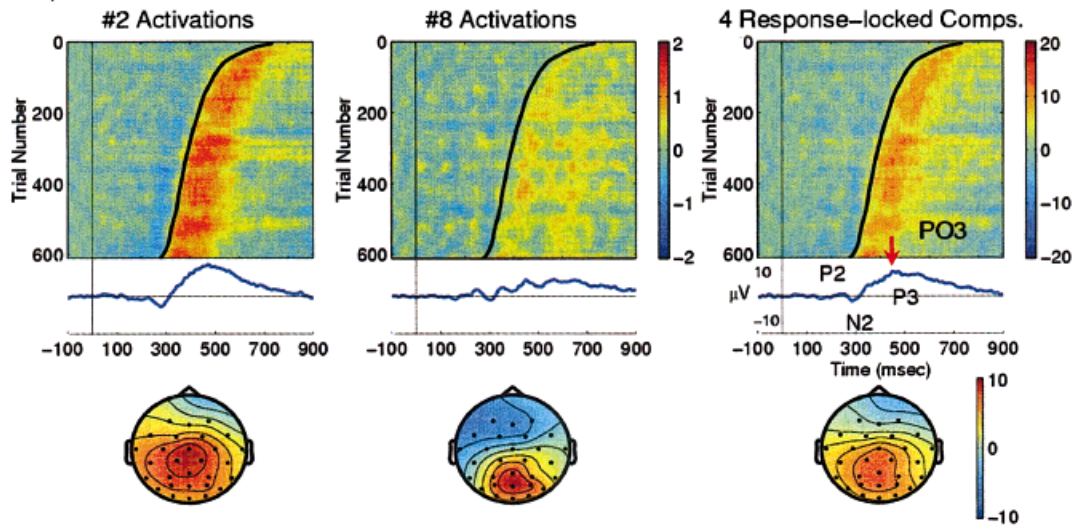 #2 Activations
#8 Activations
4 Response-locked Comps.
0
200
400
600
Trial Number
0
200
400
600
Trial Number
2
1
0
-1
-2
0
200
400
600
Trial Number
20
10
0
-10
-20
PO3
10
μV
-10
P2
P3
N2
-100 100 300 500 700 900
-100 100 300 500 700 900
-100 100 300 500 700 900
Time (msec)
10
0
-10